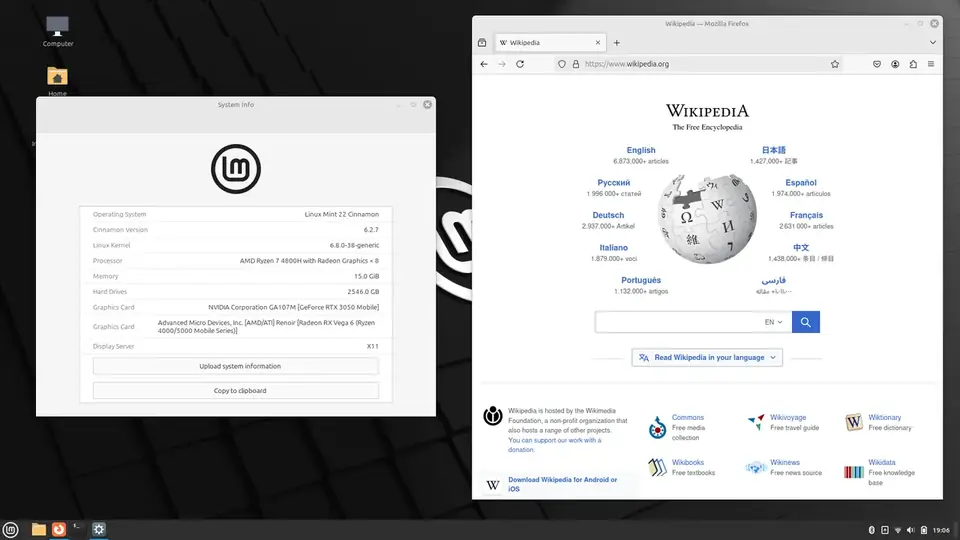 Computer
Home
System Info
Operating System Linux Mint 22 Cinnamon
Cinnamon Version 6.2.7
Linux Kernel 6.8.0-38-generic
Processor AMD Ryzen 7 4800H with Radeon Graphics × 8
Memory 15.0 GiB
Hard Drives 2546.0 GB
Graphics Card NVIDIA Corporation GA107M [GeForce RTX 3050 Mobile]
Graphics Card Advanced Micro Devices, Inc. [AMD/ATI] Renoir [Radeon RX Vega 6 (Ryzen
4000/5000 Mobile Series)]
Display Server X11
Upload system information
Copy to clipboard
Wikipedia — Mozilla Firefox
Wikipedia
https://www.wikipedia.org
WIKIPEDIA
The Free Encyclopedia
English
6,873,000+ articles
日本語
1,427,000+ 記事
Русский
1 996 000+ статей
Español
1.974.000+ artículos
Deutsch
2.937.000+ Artikel
Français
2 631 000+ articles
Italiano
1.879.000+ voci
中文
1,438,000+ 条目 / 條目
Português
1.132.000+ artigos
فارسی
W
Ω
И
維
EN
Read Wikipedia in your language
Wikipedia is hosted by the Wikimedia
Foundation, a non-profit organization that
also hosts a range of other projects.
You can support our work with a
donation.
Download Wikipedia for Android or
iOS
Commons
Free media
collection
Wikivoyage
Free travel guide
Wiktionary
Free dictionary
Wikibooks
Free textbooks
Wikinews
Free news source
Wikidata
Free knowledge
base
19:06